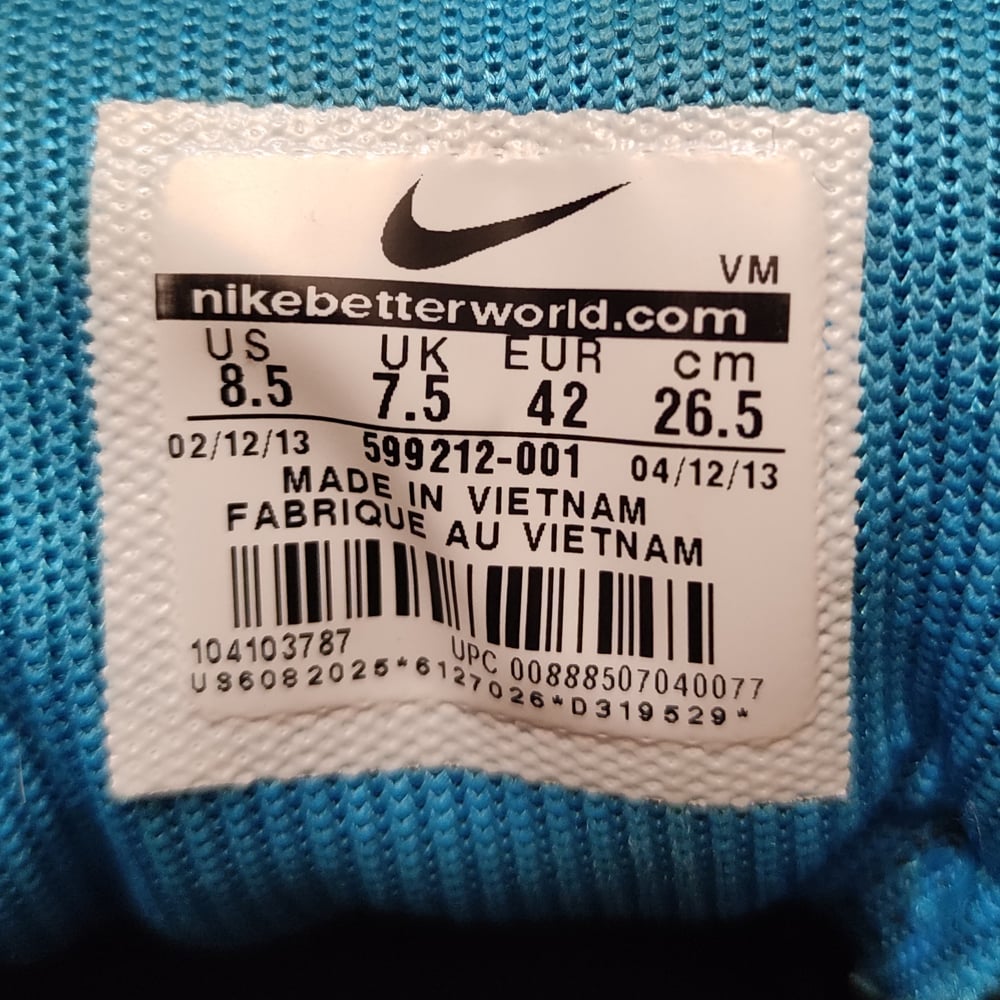 VM
nikebetterworld.com
US UK EUR cm
8.5 7.5 42 26.5
02/12/13 599212-001 04/12/13
MADE IN VIETNAM
FABRIQUE AU VIETNAM
104103787 UPC 00888507040077
US6082025*6127026*D319529*